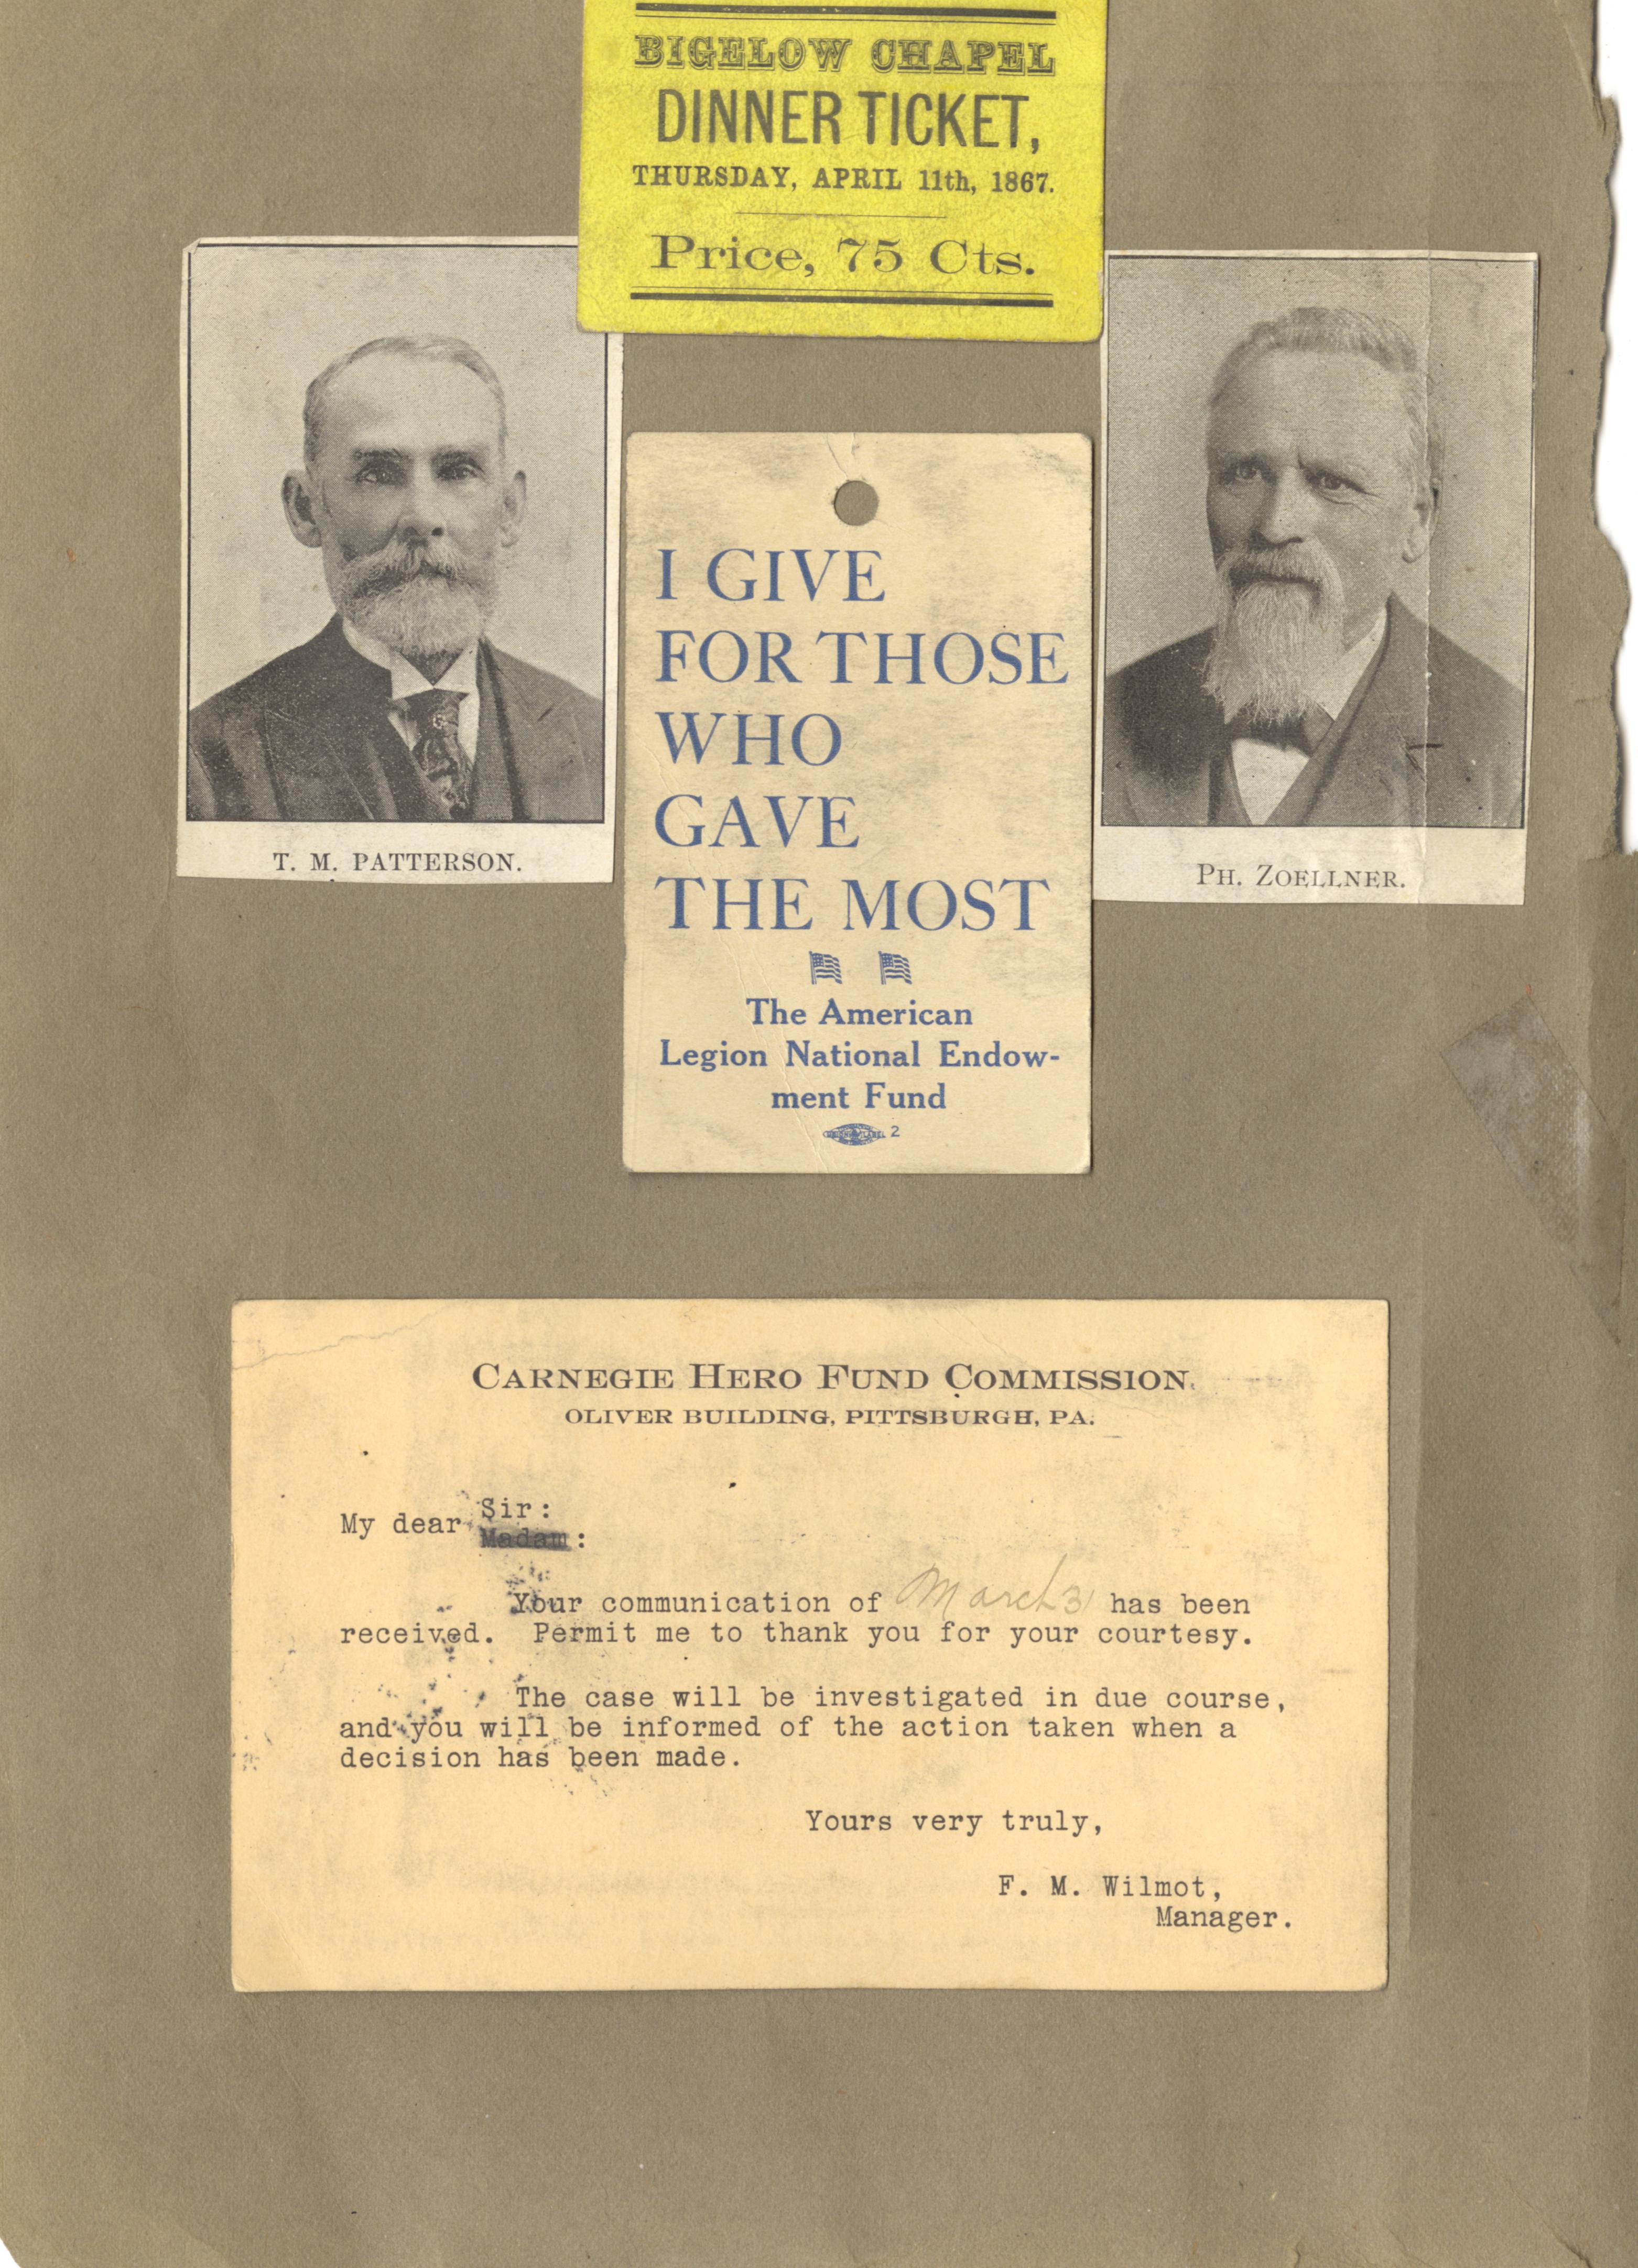 BIGELOW CHAPEL
DINNER TICKET,
THURSDAY, APRIL 11th, 1867.
Price, 75 Cts.
T. M. PATTERSON.
I GIVE
FOR THOSE
WHO
GAVE
THE MOST
The American
Legion National Endow-
ment Fund
2
PH. ZOELLNER.
CARNEGIE HERO FUND COMMISSION.
OLIVER BUILDING, PITTSBURGH, PA.
My dear Sir:
Madam:
Your communication of March 31 has been
received. Permit me to thank you for your courtesy.
The case will be investigated in due course,
and you will be informed of the action taken when a
decision has been made.
Yours very truly,
F. M. Wilmot,
Manager.